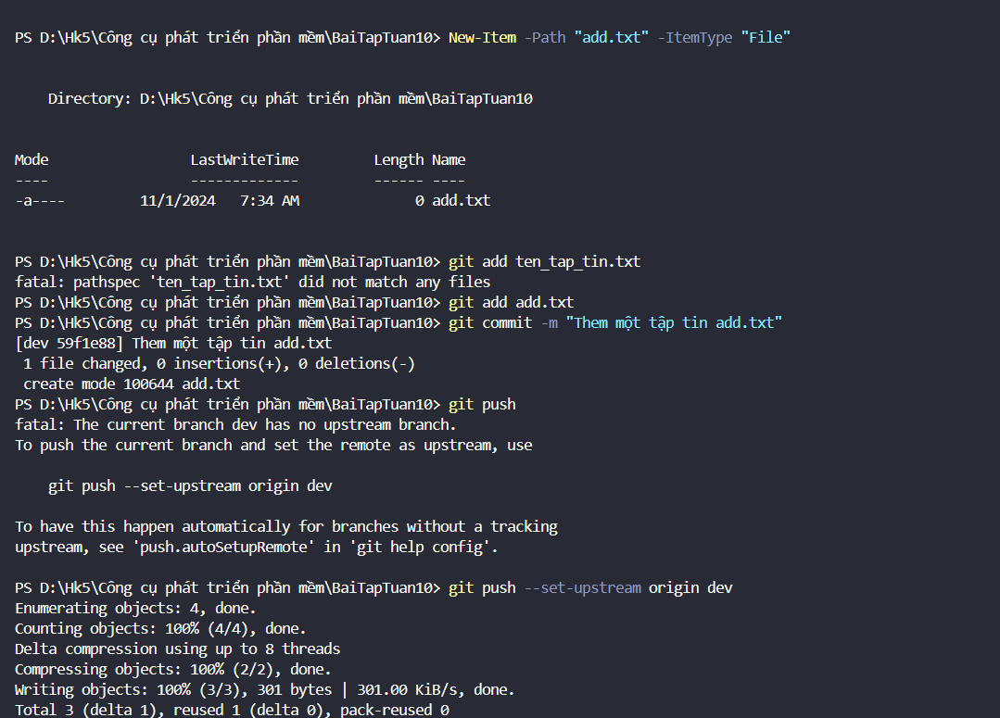 PS D:\Hk5\Công cụ phát triển phần mềm\BaiTapTuan10> New-Item -Path "add.txt" -ItemType "File"
Directory: D:\Hk5\Công cụ phát triển phần mềm\BaiTapTuan10
Mode                 LastWriteTime         Length Name
----                 -------------         ------ ----
-a----         11/1/2024   7:34 AM              0 add.txt
PS D:\Hk5\Công cụ phát triển phần mềm\BaiTapTuan10> git add ten_tap_tin.txt
fatal: pathspec 'ten_tap_tin.txt' did not match any files
PS D:\Hk5\Công cụ phát triển phần mềm\BaiTapTuan10> git add add.txt
PS D:\Hk5\Công cụ phát triển phần mềm\BaiTapTuan10> git commit -m "Them một tập tin add.txt"
[dev 59f1e88] Them một tập tin add.txt
1 file changed, 0 insertions(+), 0 deletions(-)
create mode 100644 add.txt
PS D:\Hk5\Công cụ phát triển phần mềm\BaiTapTuan10> git push
fatal: The current branch dev has no upstream branch.
To push the current branch and set the remote as upstream, use
git push --set-upstream origin dev
To have this happen automatically for branches without a tracking
upstream, see 'push.autoSetupRemote' in 'git help config'.
PS D:\Hk5\Công cụ phát triển phần mềm\BaiTapTuan10> git push --set-upstream origin dev
Enumerating objects: 4, done.
Counting objects: 100% (4/4), done.
Delta compression using up to 8 threads
Compressing objects: 100% (2/2), done.
Writing objects: 100% (3/3), 301 bytes | 301.00 KiB/s, done.
Total 3 (delta 1), reused 1 (delta 0), pack-reused 0